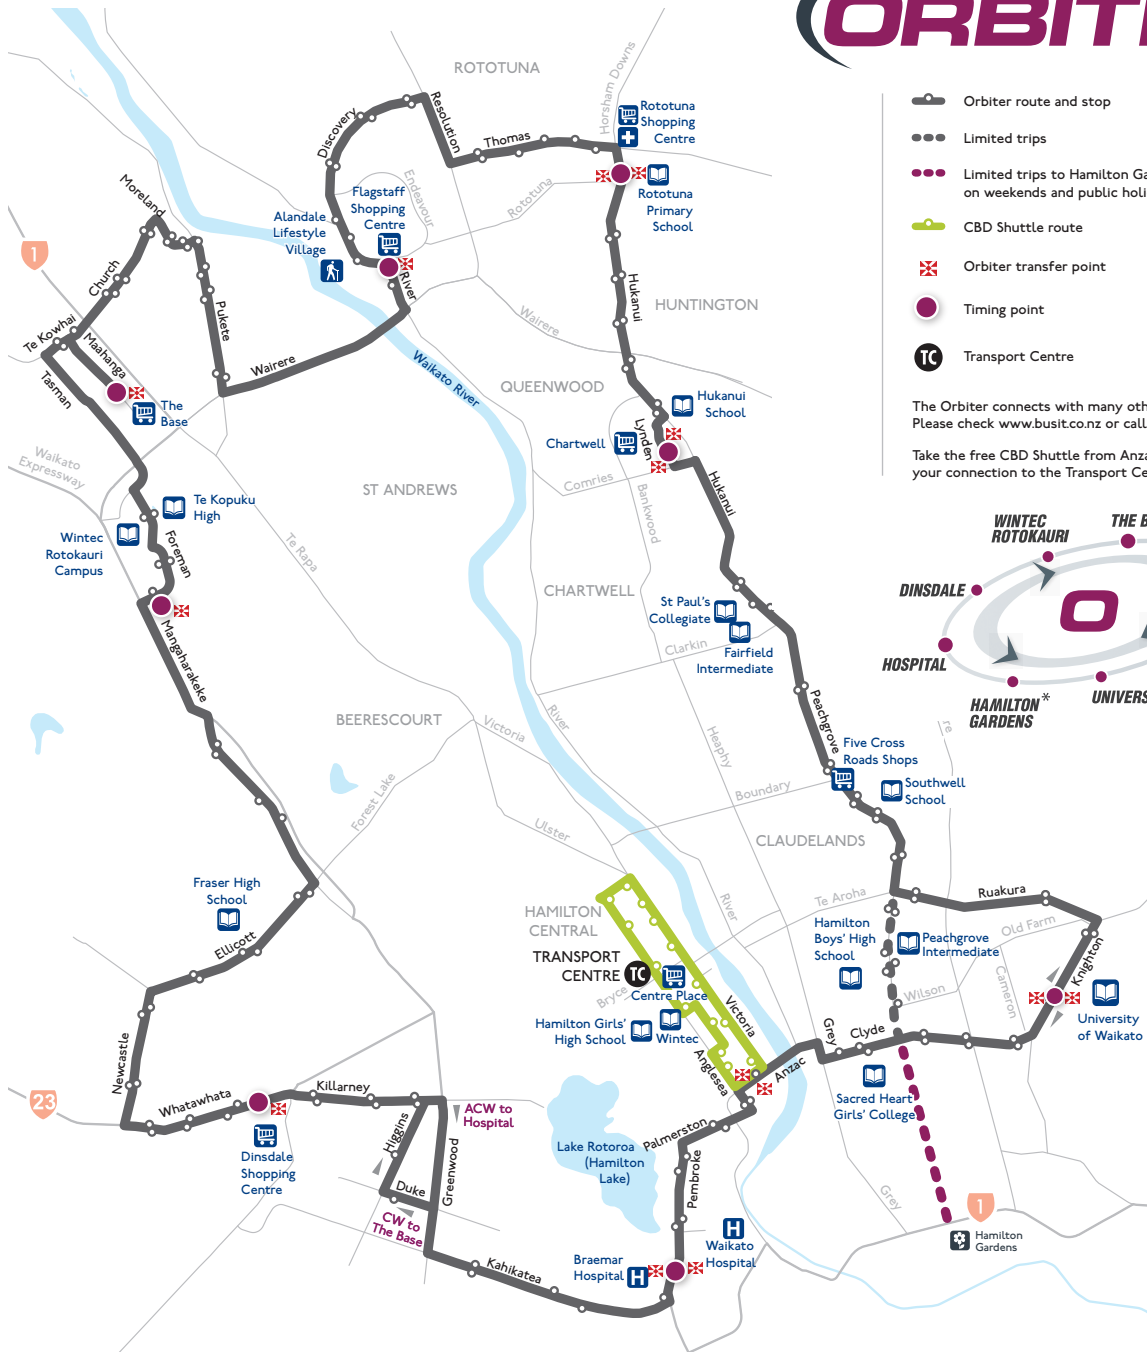 ORBIT
Orbiter route and stop
Limited trips
Limited trips to Hamilton Ga
on weekends and public holi
CBD Shuttle route
Orbiter transfer point
Timing point
TC
Transport Centre
The Orbiter connects with many oth
Please check www.busit.co.nz or call
Take the free CBD Shuttle from Anza
your connection to the Transport Ce
WINTEC
ROTOKAURI
THE B
DINSDALE
O
HOSPITAL
HAMILTON*
GARDENS
UNIVERS
ROTOTUNA
Horsham Downs
Resolution
Discovery
Thomas
Rototuna
Shopping
Centre
Rototuna
Primary
School
Endeavour
Rototuna
Flagstaff
Shopping
Centre
Alandale
Lifestyle
Village
River
Moreland
1
Church
Pukete
Te Kowhai
Maahanga
Tasman
Wairere
The
Base
Waikato River
Hukanui
HUNTINGTON
Wairere
QUEENWOOD
Hukanui
School
Lynden
Chartwell
Comries
Bankwood
Hukanui
Waikato
Expressway
ST ANDREWS
Te Kopuku
High
Wintec
Rotokauri
Campus
Foreman
Te Rapa
CHARTWELL
St Paul's
Collegiate
Fairfield
Intermediate
Clarkin
Mangaharakeke
BEERESCOURT
Victoria
River
Heaphy
Peachgrove
re
Five Cross
Roads Shops
Southwell
School
Boundary
Forest Lake
Ulster
CLAUDELANDS
Fraser High
School
Ellicott
HAMILTON
CENTRAL
TRANSPORT
CENTRE
TC
River
Te Aroha
Ruakura
Old Farm
Hamilton
Boys' High
School
Peachgrove
Intermediate
Knighton
Cameron
Wilson
Bryce
Centre Place
Victoria
Hamilton Girls'
High School
Wintec
Anglesea
Anzac
Grey
Clyde
University
of Waikato
Sacred Heart
Girls' College
Newcastle
23
Whatawhata
Killarney
Dinsdale
Shopping
Centre
Higgins
Greenwood
ACW to
Hospital
Duke
CW to
The Base
Lake Rotoroa
(Hamilton
Lake)
Palmerston
Pembroke
Grey
1
Hamilton
Gardens
H
Waikato
Hospital
Braemar
Hospital
H
Kahikatea